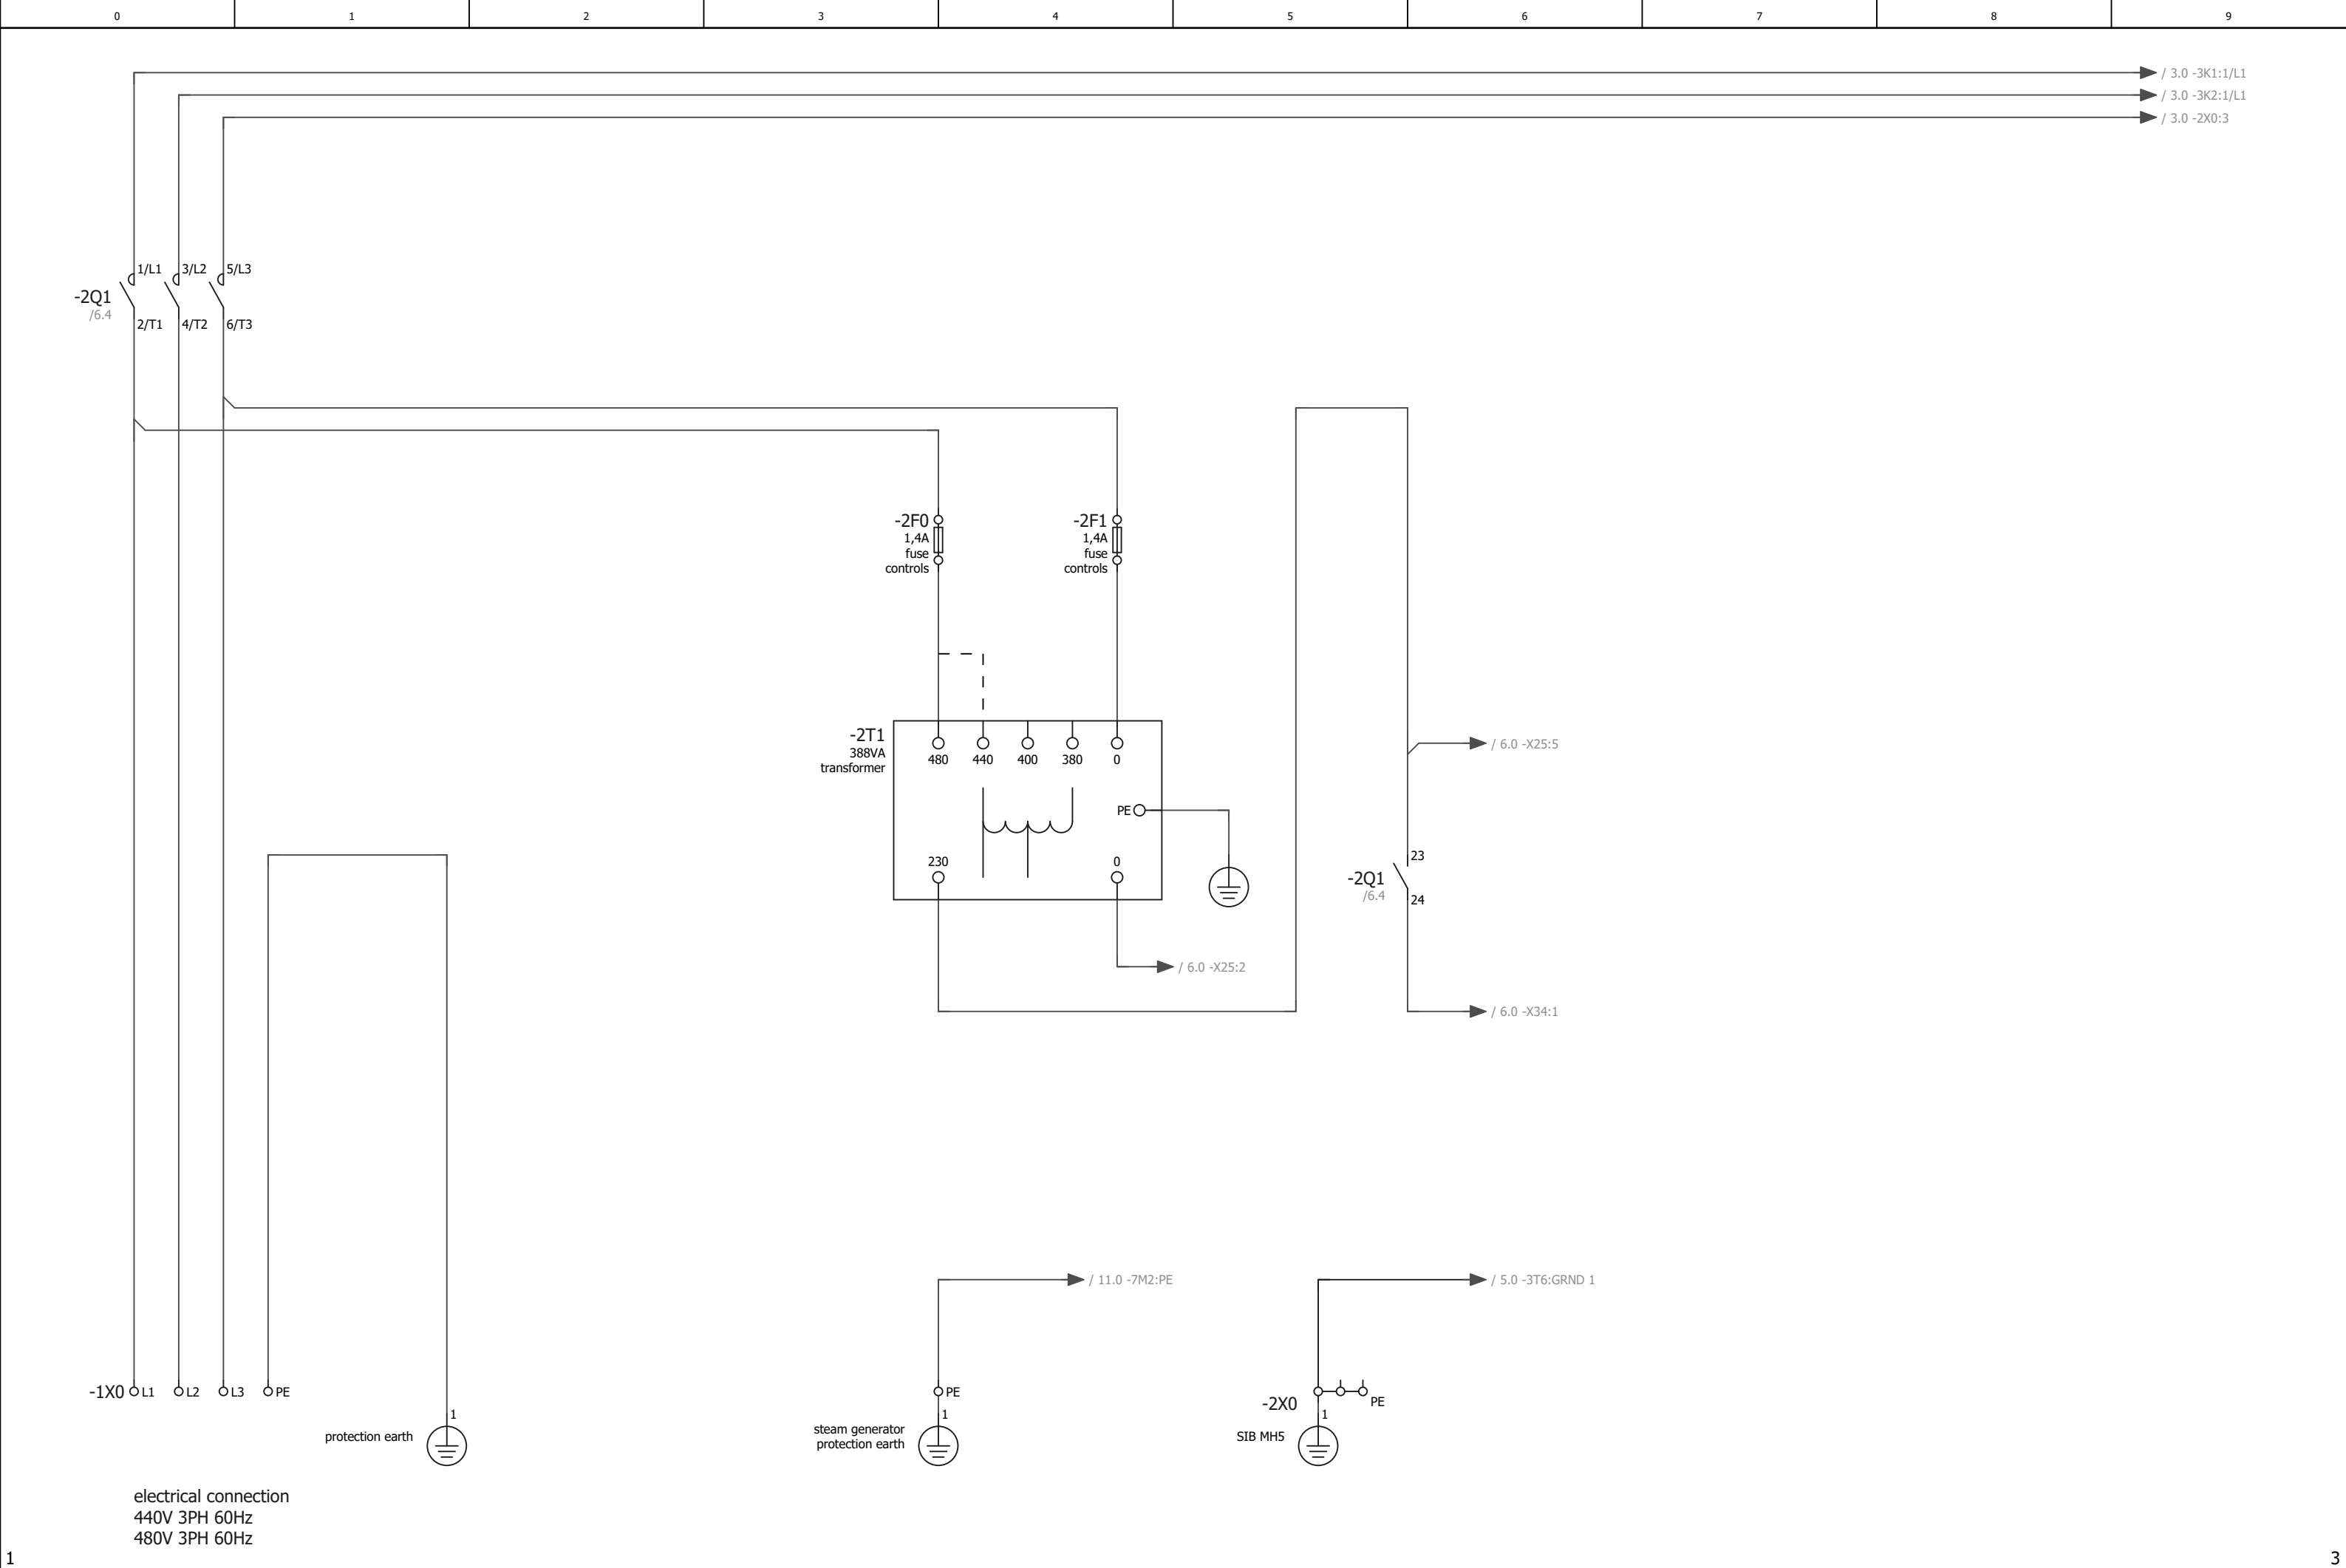 0 1 2 3 4 5 6 7 8 9
/ 3.0 -3K1:1/L1
/ 3.0 -3K2:1/L1
/ 3.0 -2X0:3
1/L1 3/L2 5/L3
-2Q1
/6.4
2/T1 4/T2 6/T3
-2F0
1,4A
fuse
controls
-2F1
1,4A
fuse
controls
-2T1
388VA
transformer
480 440 400 380 0
PE
230 0
/ 6.0 -X25:5
23
-2Q1
/6.4
24
/ 6.0 -X25:2
/ 6.0 -X34:1
/ 11.0 -7M2:PE
/ 5.0 -3T6:GRND 1
-1X0 L1 L2 L3 PE
1
protection earth
PE
1
steam generator
protection earth
-2X0
PE
1
SIB MH5
electrical connection
440V 3PH 60Hz
480V 3PH 60Hz
1
3